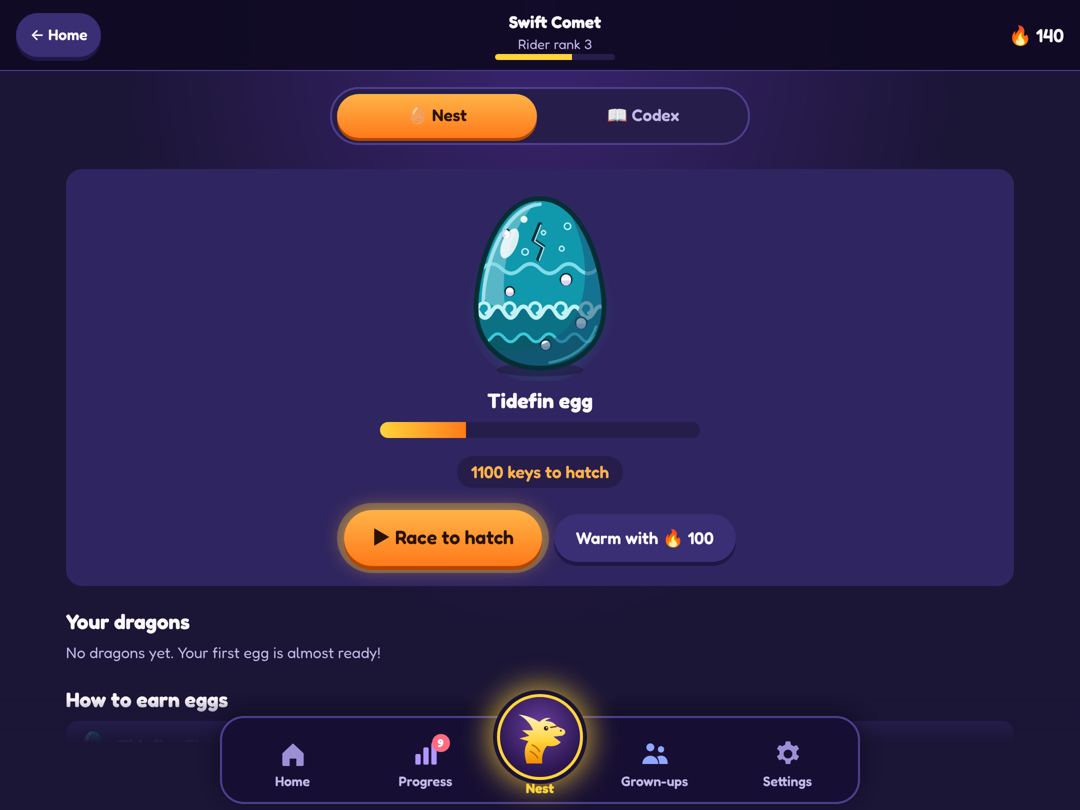 ← Home
Swift Comet
Rider rank 3
🔥 140
🥚 Nest
📖 Codex
Tidefin egg
1100 keys to hatch
▶ Race to hatch
Warm with 🔥 100
Your dragons
No dragons yet. Your first egg is almost ready!
How to earn eggs
9
Home
Progress
Nest
Grown-ups
Settings